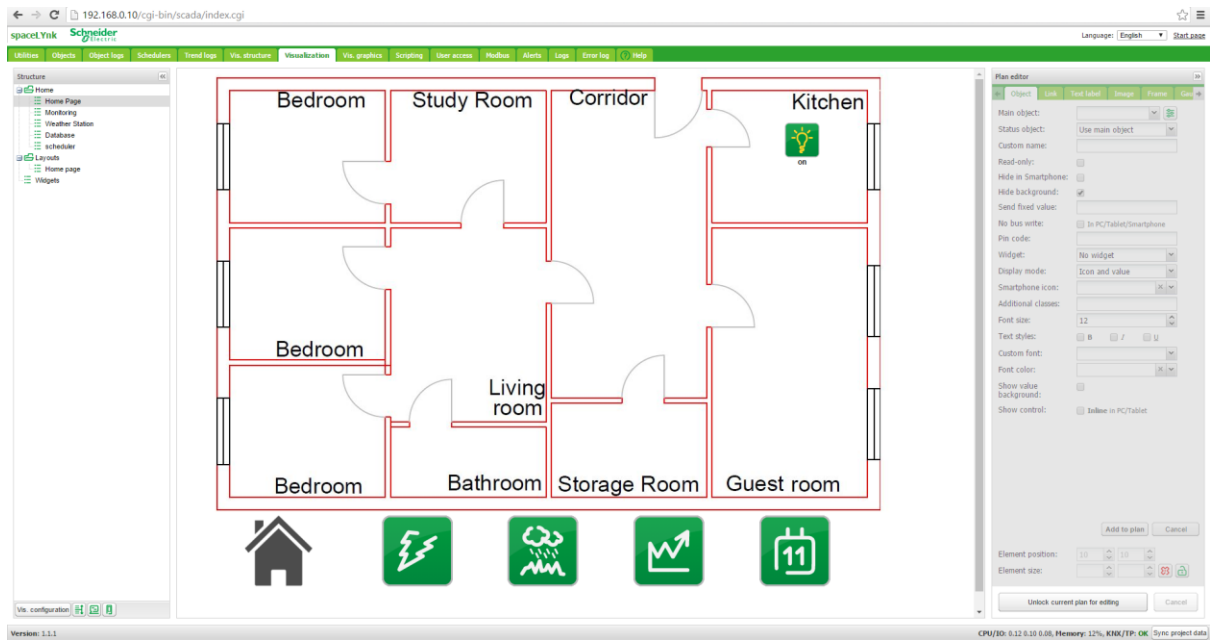 192.168.0.10/cgi-bin/scada/index.cgi
spaceLYnk Schneider Electric
Language: English Start page
Utilities Objects Object logs Schedulers Trend logs Vis. structure Visualization Vis. graphics Scripting User access Modbus Alerts Logs Error log ? Help
Structure
Home
Home Page
Monitoring
Weather Station
Database
scheduler
Layouts
Home page
Widgets
Bedroom
Study Room
Corridor
Kitchen
on
Bedroom
Living
room
Bedroom
Bathroom
Storage Room
Guest room
11
Plan editor
Object Link Text label Image Frame
Main object:
Status object: Use main object
Custom name:
Read-only:
Hide in Smartphone:
Hide background:
Send fixed value:
No bus write: In PC/Tablet/Smartphone
Pin code:
Widget: No widget
Display mode: Icon and value
Smartphone icon:
Additional classes:
Font size: 12
Text styles: B I U
Custom font:
Font color:
Show value
background:
Show control: Inline in PC/Tablet
Add to plan Cancel
Element position: 10 10
Element size:
Unlock current plan for editing Cancel
Vis. configuration
Version: 1.1.1
CPU/IO: 0.12 0.10 0.08, Memory: 12%, KNX/TP: OK Sync project data